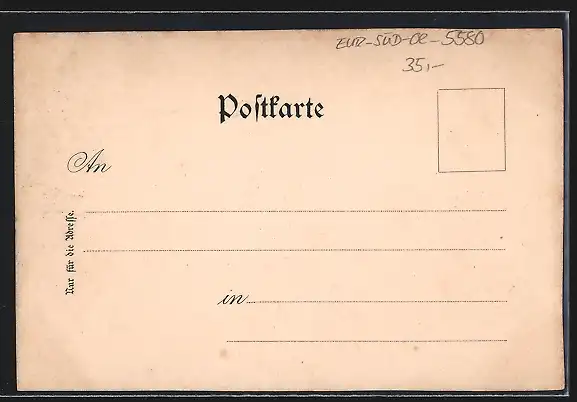 EUR-SÜD-OE-5580
35,-
Poſtkarte
An
Nur für die Adreſſe.
in